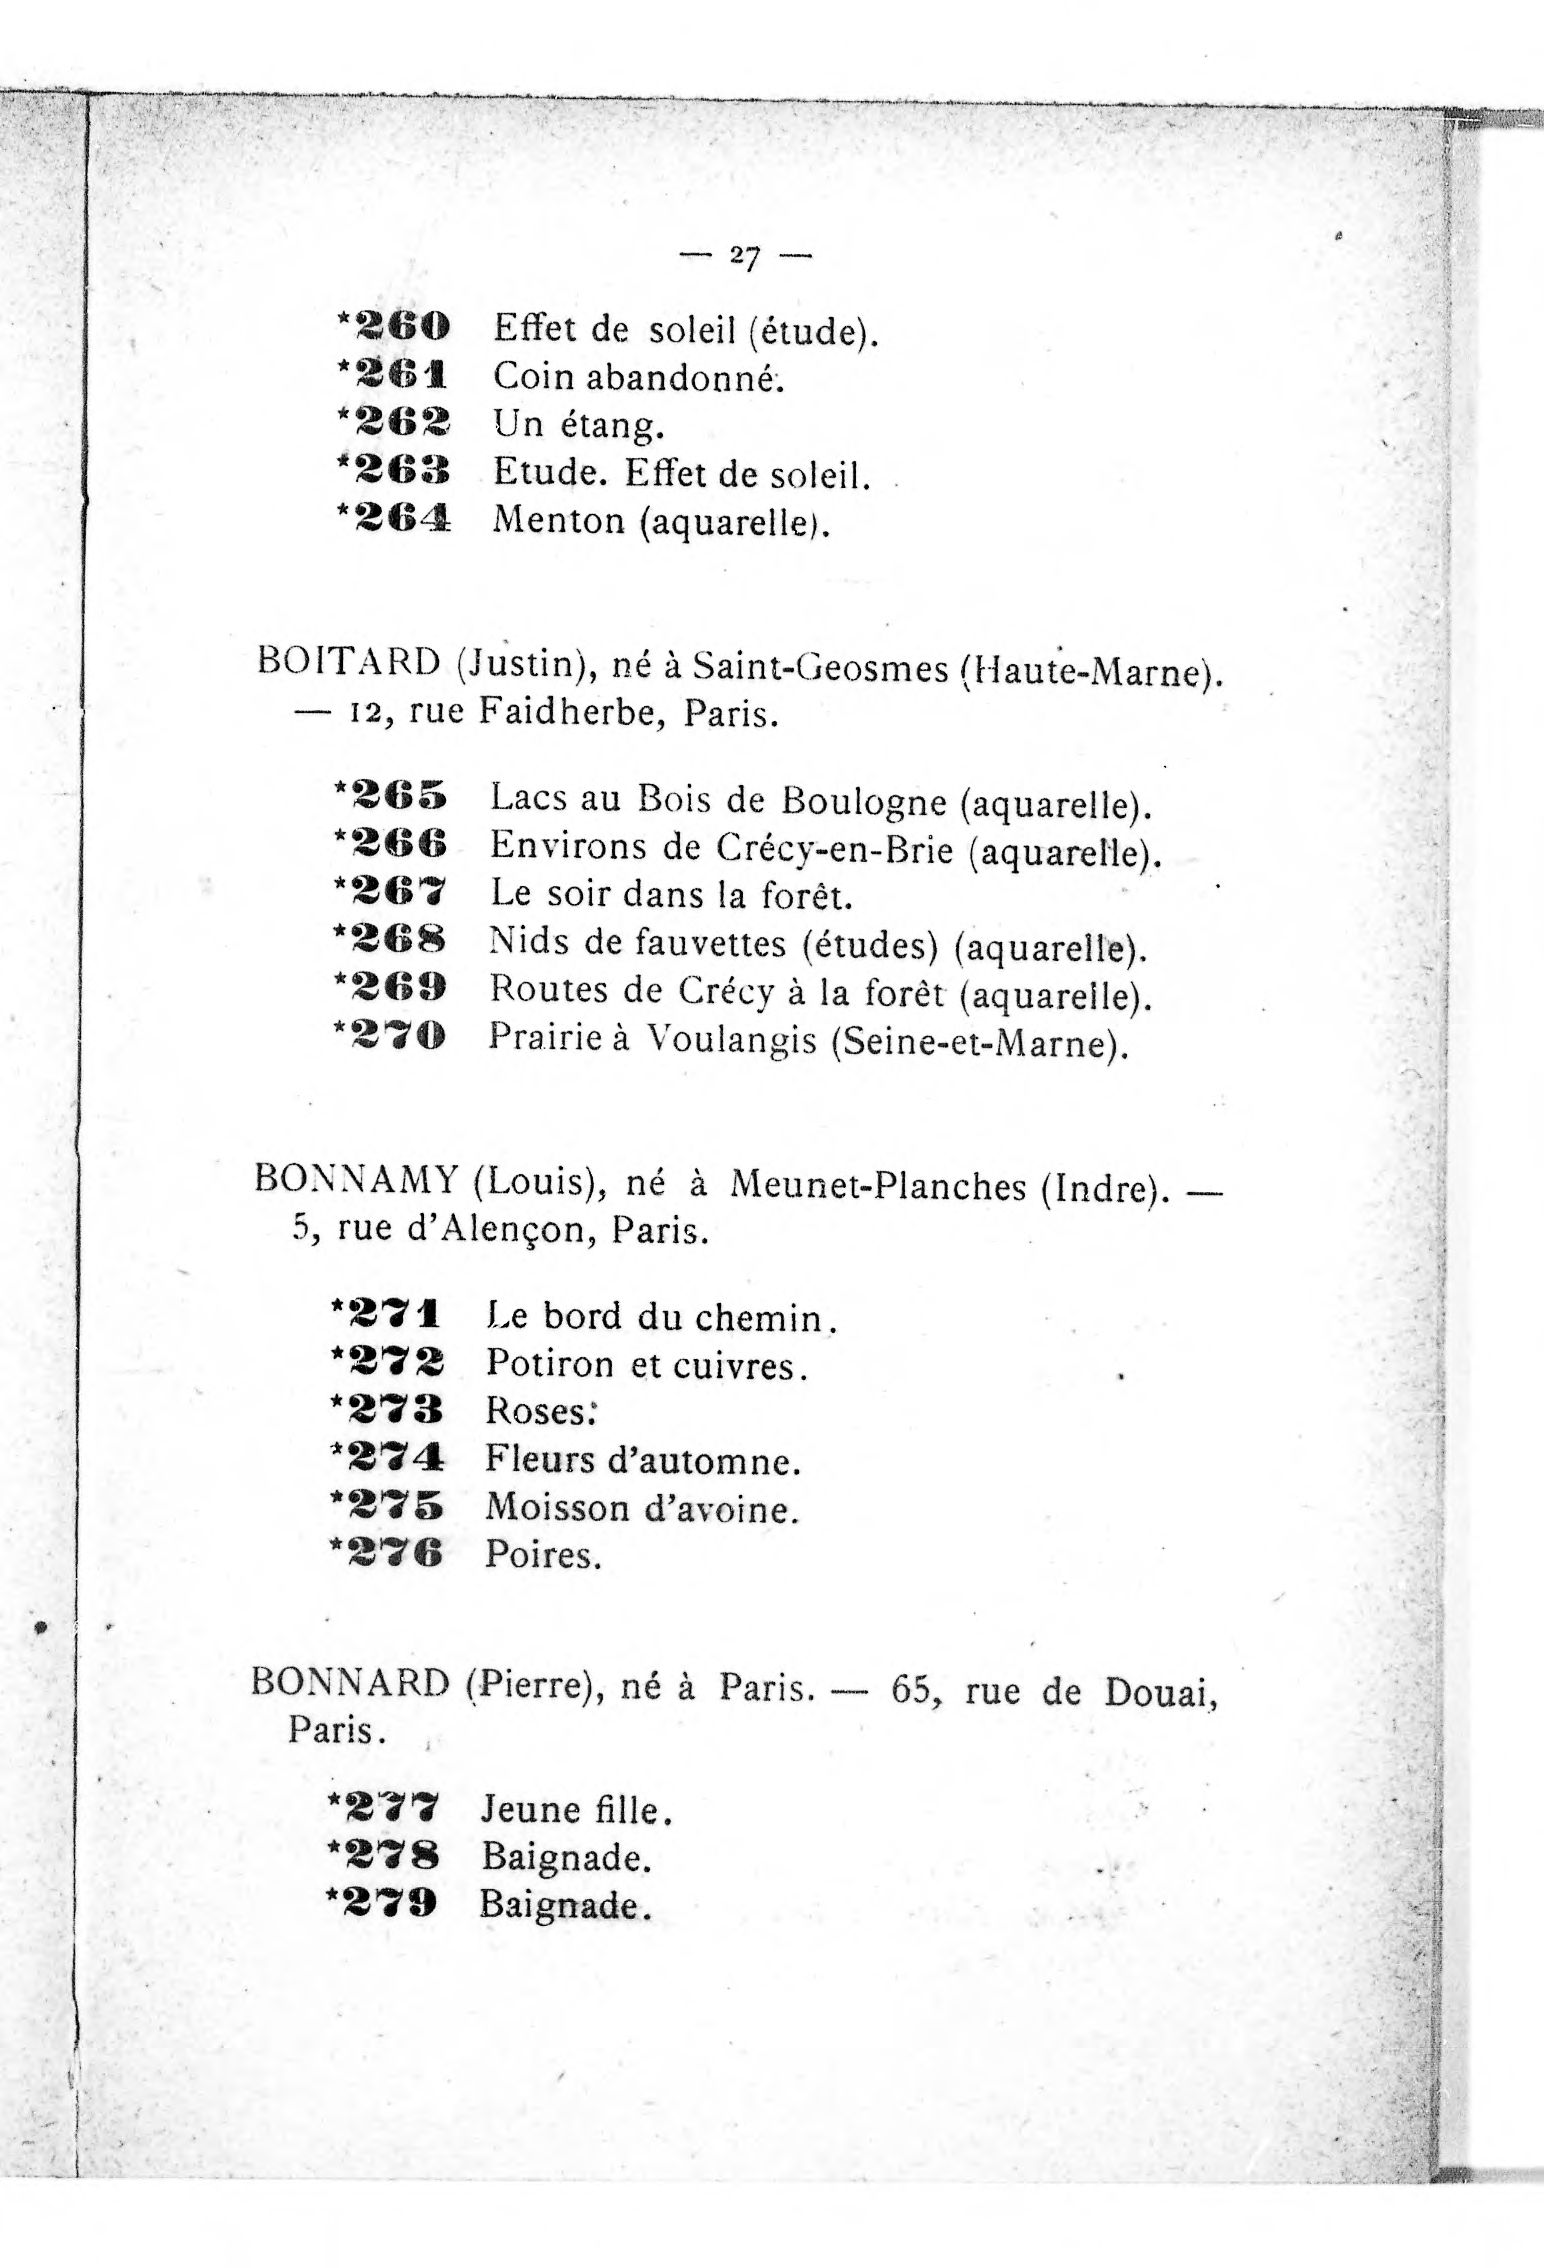 — 27 —
*260 Effet de soleil (étude).
*261 Coin abandonné.
*262 Un étang.
*263 Etude. Effet de soleil.
*264 Menton (aquarelle).
BOITARD (Justin), né à Saint-Geosmes (Haute-Marne).
— 12, rue Faidherbe, Paris.
*265 Lacs au Bois de Boulogne (aquarelle).
*266 Environs de Crécy-en-Brie (aquarelle).
*267 Le soir dans la forêt.
*268 Nids de fauvettes (études) (aquarelle).
*269 Routes de Crécy à la forêt (aquarelle).
*270 Prairie à Voulangis (Seine-et-Marne).
BONNAMY (Louis), né à Meunet-Planches (Indre). —
5, rue d'Alençon, Paris.
*271 Le bord du chemin.
*272 Potiron et cuivres.
*273 Roses.
*274 Fleurs d'automne.
*275 Moisson d'avoine.
*276 Poires.
BONNARD (Pierre), né à Paris. — 65, rue de Douai,
Paris.
*277 Jeune fille.
*278 Baignade.
*279 Baignade.